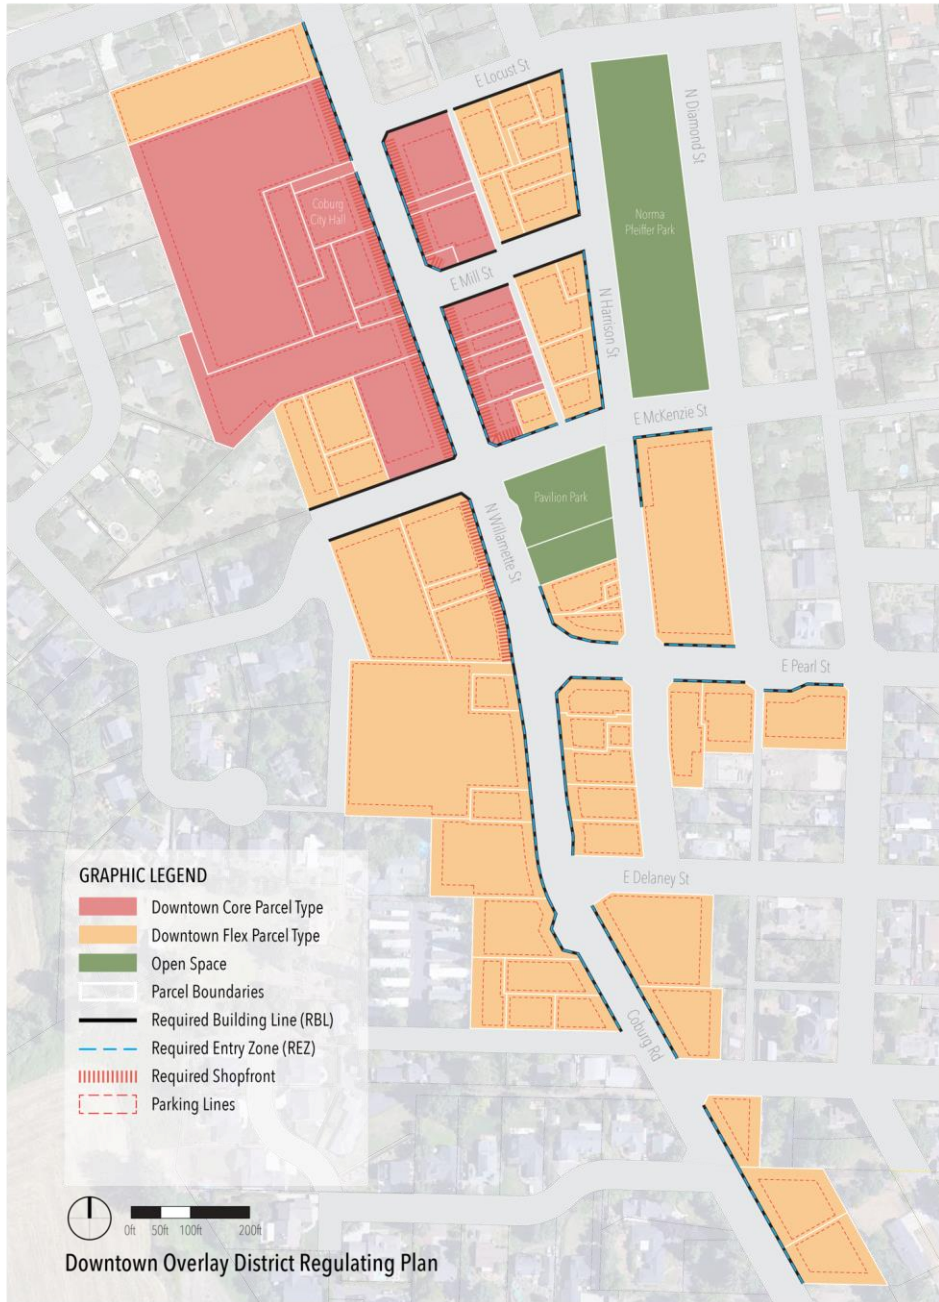 E Locust St
N Diamond St
Coburg
City Hall
Norma
Pfeiffer Park
E Mill St
N Harrison St
E McKenzie St
Pavilion Park
N Willamette St
E Pearl St
E Delaney St
Coburg Rd
GRAPHIC LEGEND
Downtown Core Parcel Type
Downtown Flex Parcel Type
Open Space
Parcel Boundaries
Required Building Line (RBL)
Required Entry Zone (REZ)
Required Shopfront
Parking Lines
0ft 50ft 100ft 200ft
Downtown Overlay District Regulating Plan